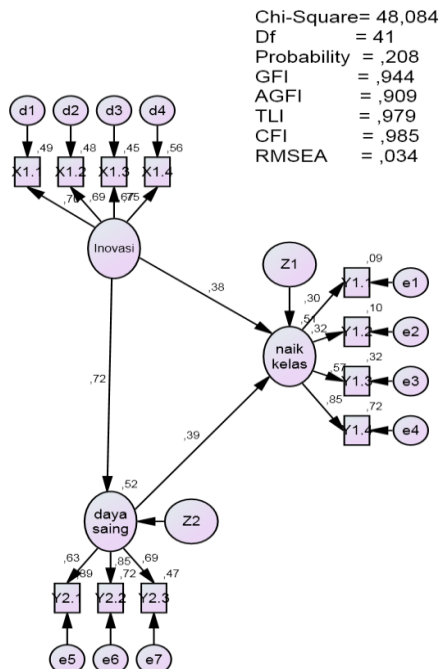 Chi-Square= 48,084
Df = 41
Probability = ,208
GFI = ,944
AGFI = ,909
TLI = ,979
CFI = ,985
RMSEA = ,034
d1 d2 d3 d4
,49 ,48 ,45 ,56
X1.1 X1.2 X1.3 X1.4
,70 ,69 ,67 ,75
Inovasi
Z1
,38
,09
Y1.1 e1
,30
,51
,10
,32
Y1.2 e2
naik
kelas
,32
,57
Y1.3 e3
,72
,85
,72
Y1.4 e4
,39
,52
daya
saing
Z2
,63 ,85 ,69
,39 ,72 ,47
Y2.1 Y2.2 Y2.3
e5 e6 e7